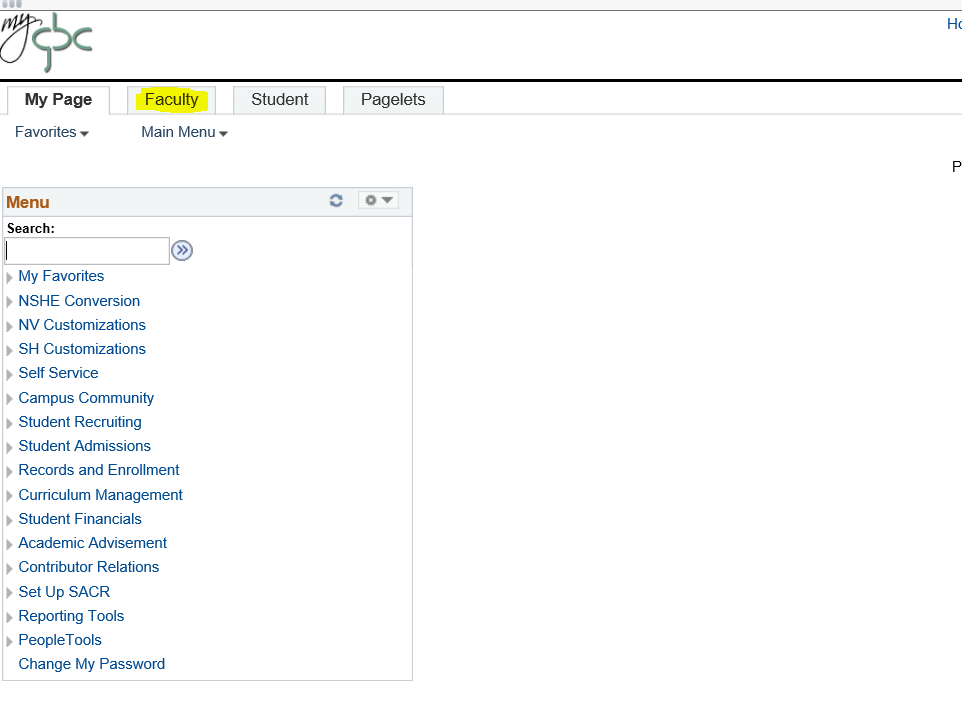 my gbc
Ho
My Page Faculty Student Pagelets
Favorites Main Menu
P
Menu
Search:
My Favorites
NSHE Conversion
NV Customizations
SH Customizations
Self Service
Campus Community
Student Recruiting
Student Admissions
Records and Enrollment
Curriculum Management
Student Financials
Academic Advisement
Contributor Relations
Set Up SACR
Reporting Tools
PeopleTools
Change My Password